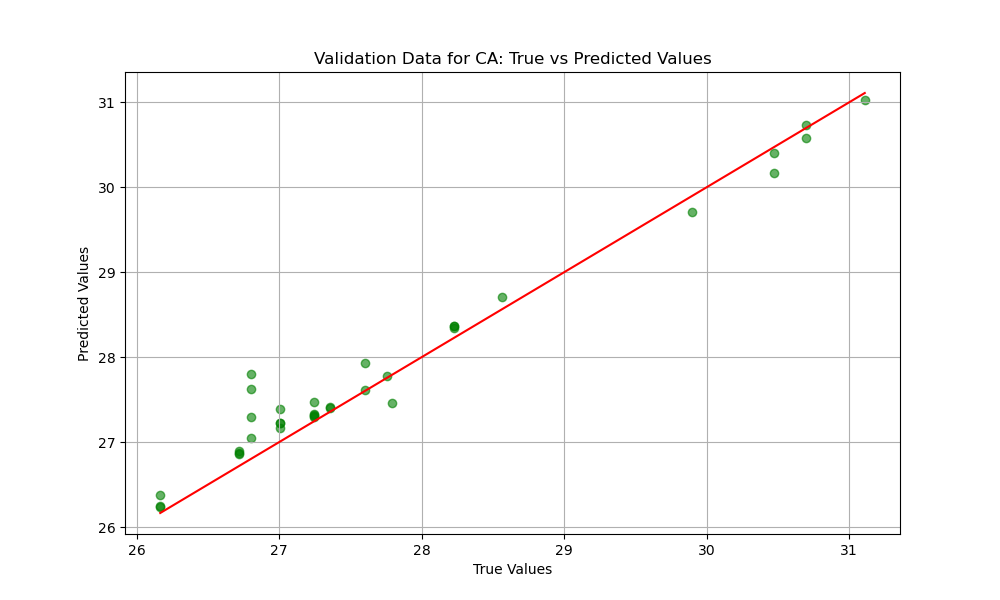 Validation Data for CA: True vs Predicted Values
31
30
29
28
27
26
Predicted Values
26 27 28 29 30 31
True Values